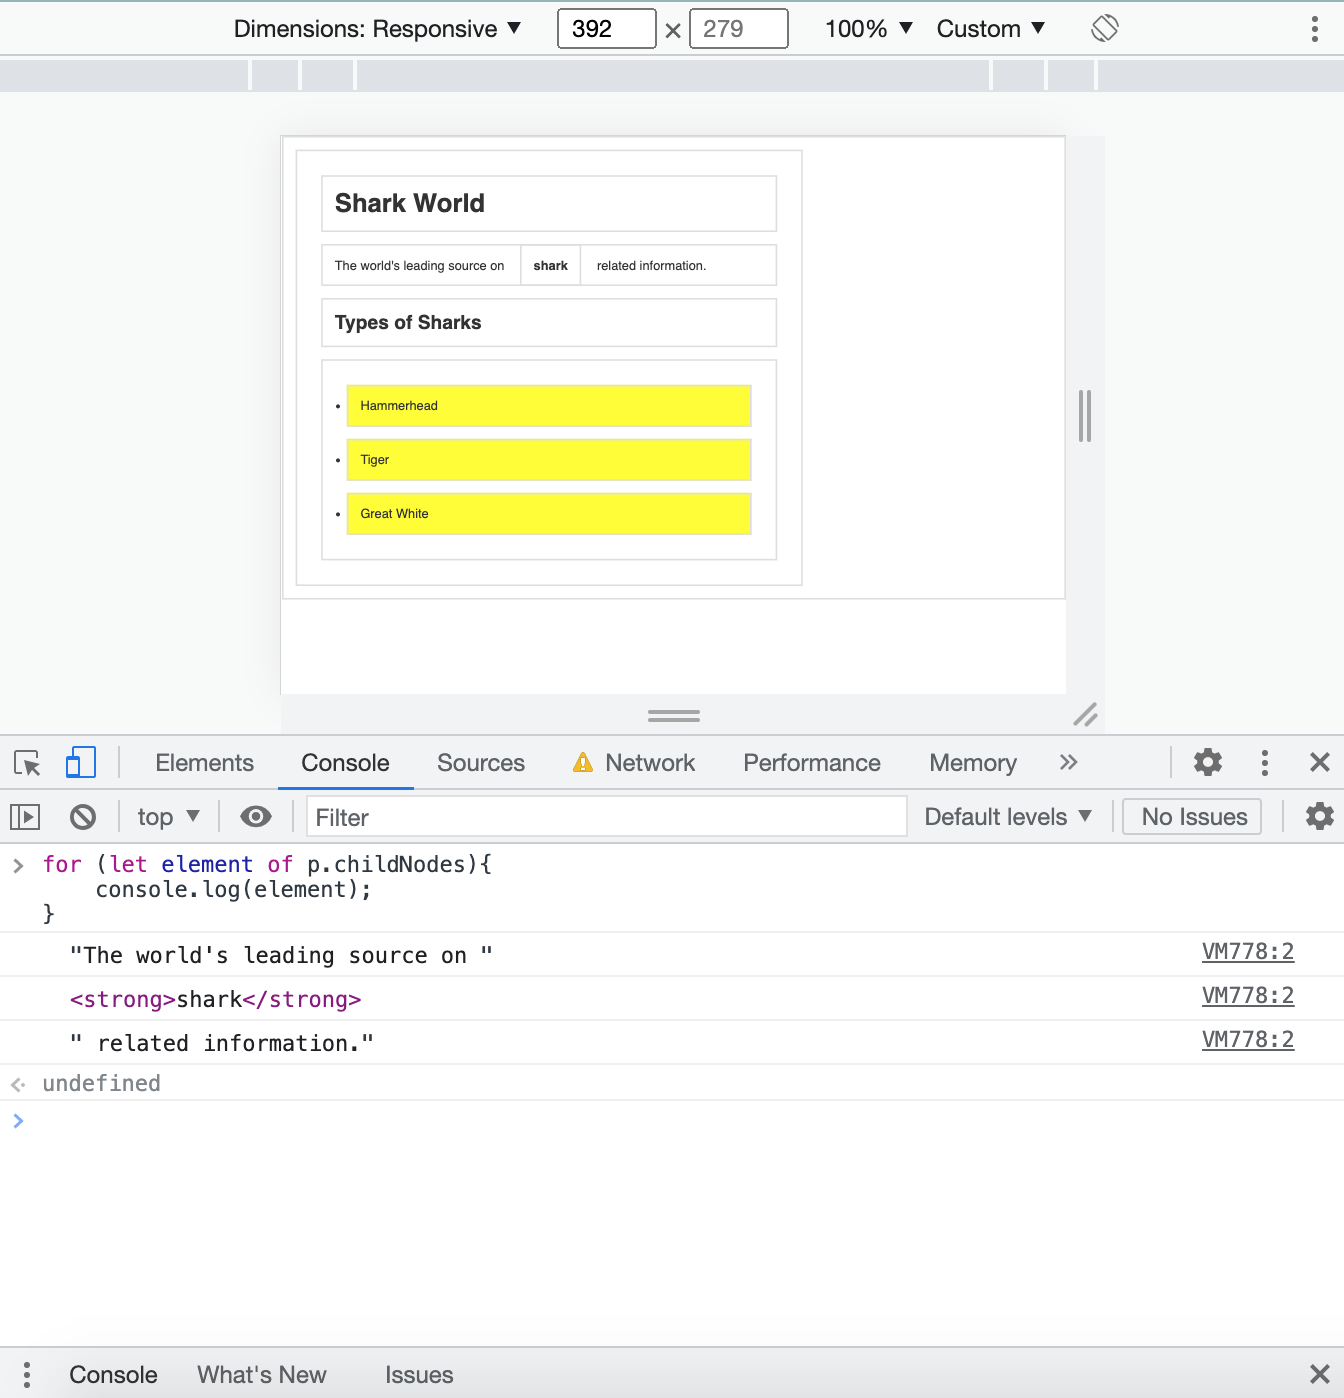 Dimensions: Responsive ▼ 392 × 279 100% ▼ Custom ▼
Shark World
The world's leading source on shark related information.
Types of Sharks
• Hammerhead
• Tiger
• Great White
Elements Console Sources Network Performance Memory »
top ▼ Filter Default levels ▼ No Issues
> for (let element of p.childNodes){
console.log(element);
}
"The world's leading source on " VM778:2
<strong>shark</strong> VM778:2
" related information." VM778:2
undefined
>
Console What's New Issues